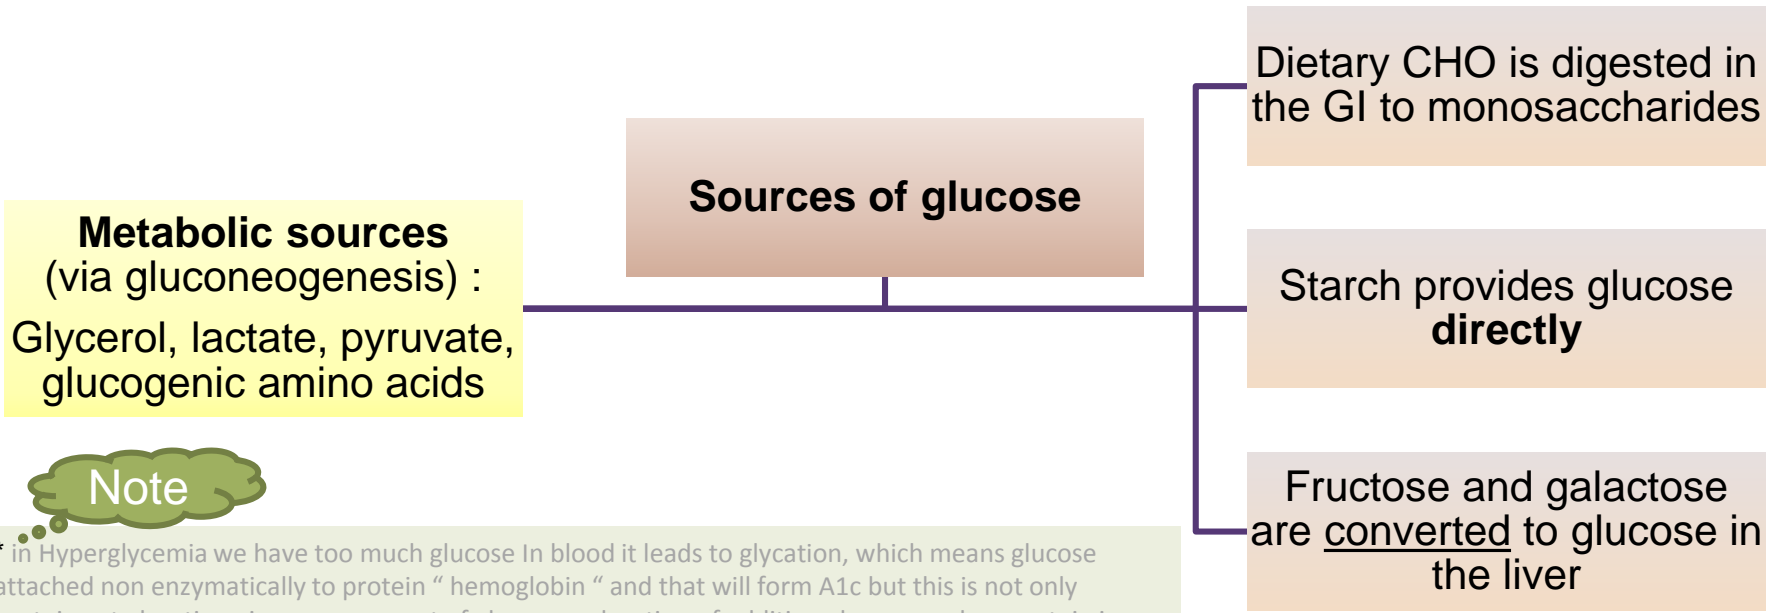 Sources of glucose
Metabolic sources
(via gluconeogenesis) :
Glycerol, lactate, pyruvate,
glucogenic amino acids
Dietary CHO is digested in
the GI to monosaccharides
Starch provides glucose
directly
Fructose and galactose
are converted to glucose in
the liver
Note
* in Hyperglycemia we have too much glucose In blood it leads to glycation, which means glucose
attached non enzymatically to protein “ hemoglobin “ and that will form A1c but this is not only